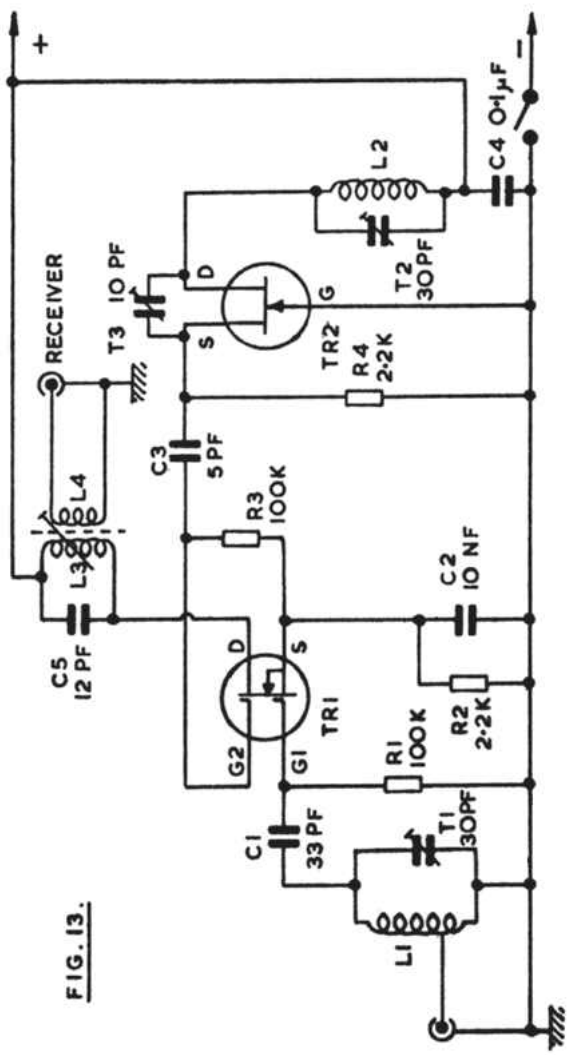 FIG. 13.
C5
12 PF
L3
L4
RECEIVER
+
T3
10 PF
C3
5 PF
S
D
G2
D
G1
S
TR1
R3
100K
TR2
G
L2
T2
30PF
R4
2·2K
C4 0·1µF
–
C1
33 PF
R1
100K
R2
2·2K
C2
10 NF
L1
T1
30PF